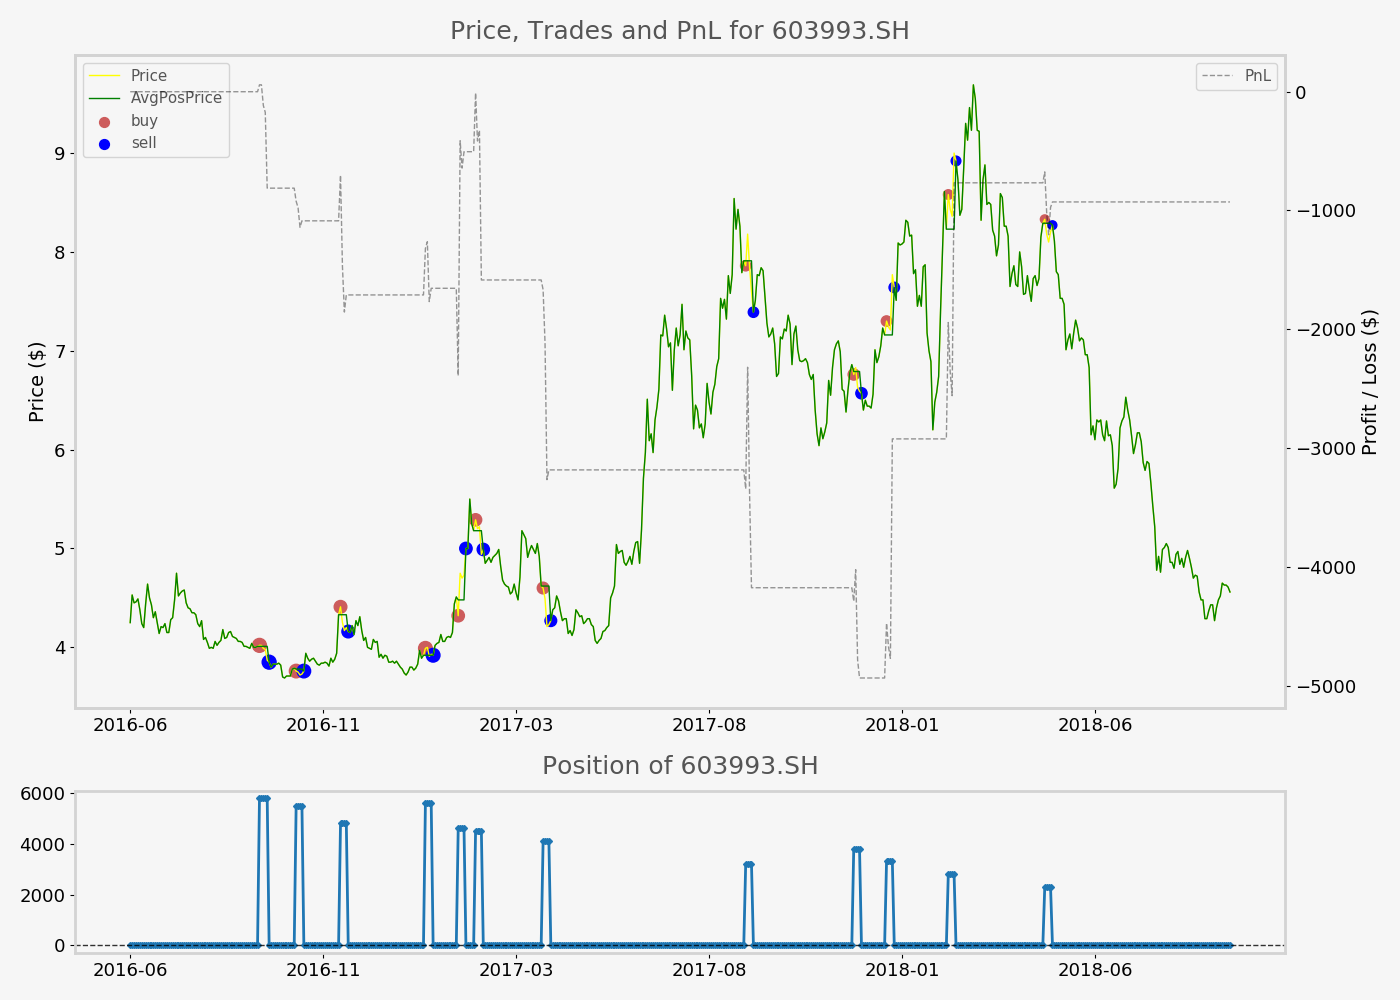 Price, Trades and PnL for 603993.SH
Price
AvgPosPrice
buy
sell
PnL
Price ($)
9
8
7
6
5
4
0
−1000
−2000
−3000
−4000
−5000
Profit / Loss ($)
2016-06 2016-11 2017-03 2017-08 2018-01 2018-06
Position of 603993.SH
6000
4000
2000
0
2016-06 2016-11 2017-03 2017-08 2018-01 2018-06